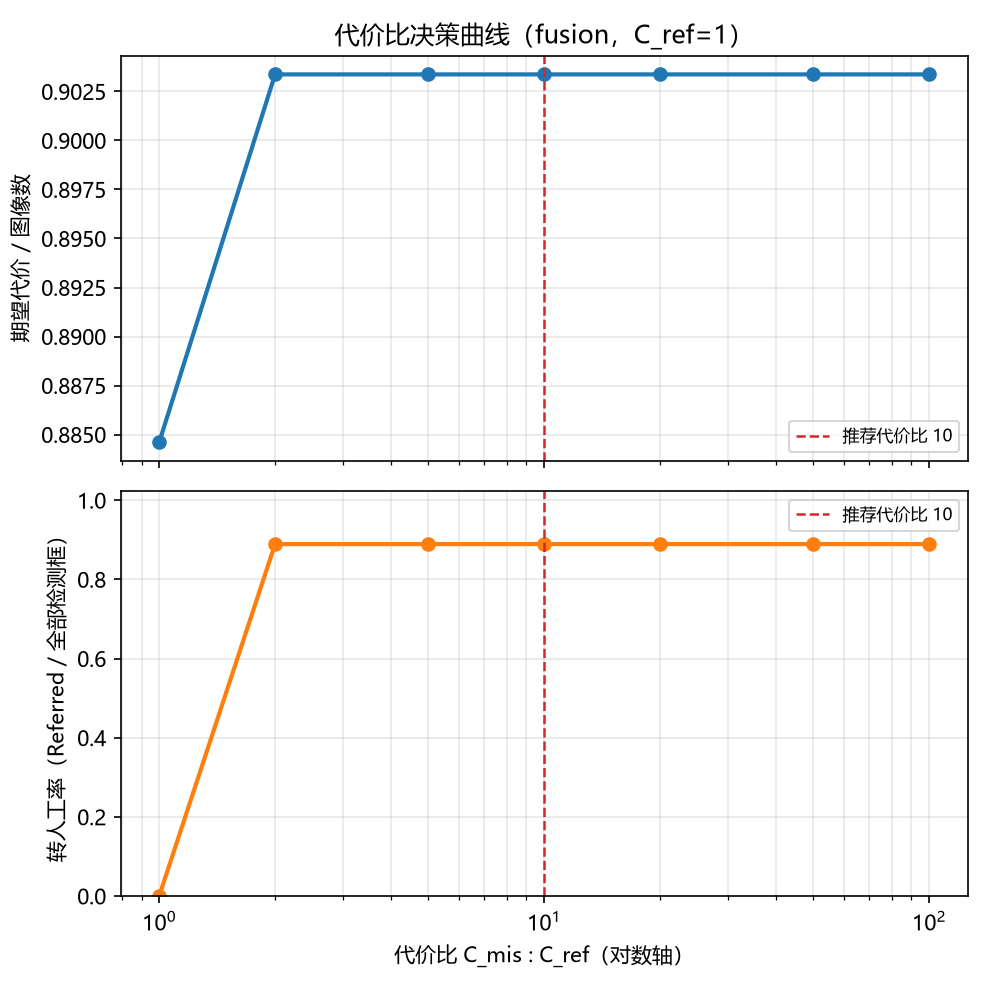 代价比决策曲线（fusion，C_ref=1）
期望代价 / 图像数
0.9025
0.9000
0.8975
0.8950
0.8925
0.8900
0.8875
0.8850
推荐代价比 10
转人工率（Referred / 全部检测框）
1.0
0.8
0.6
0.4
0.2
0.0
推荐代价比 10
10⁰
10¹
10²
代价比 C_mis : C_ref（对数轴）